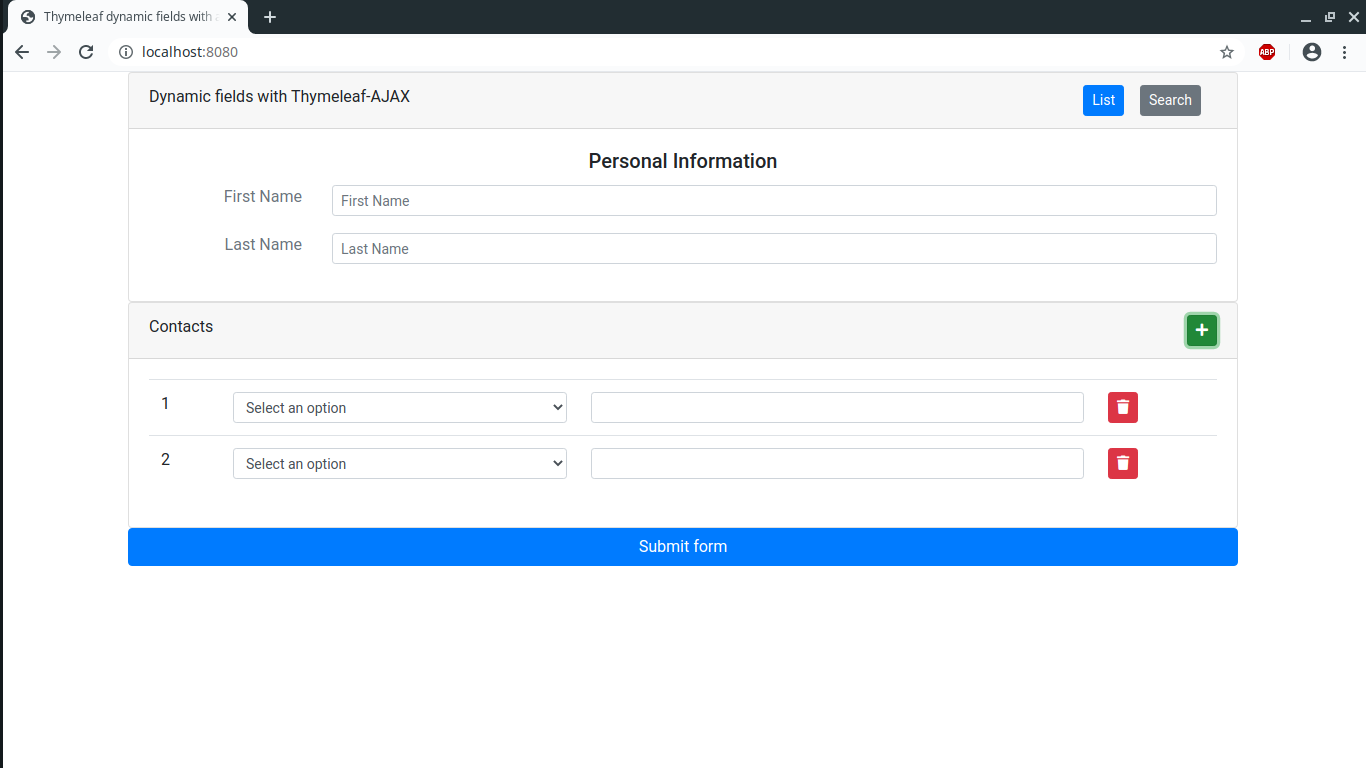 Thymeleaf dynamic fields with
localhost:8080
ABP
Dynamic fields with Thymeleaf-AJAX
List
Search
Personal Information
First Name
First Name
Last Name
Last Name
Contacts
1
Select an option
2
Select an option
Submit form